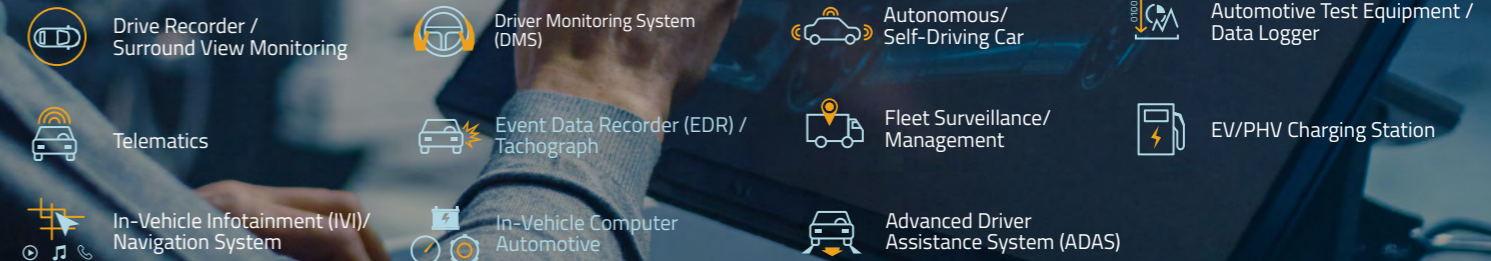 Drive Recorder /
Surround View Monitoring
Driver Monitoring System
(DMS)
Autonomous/
Self-Driving Car
0100
Automotive Test Equipment /
Data Logger
Telematics
Event Data Recorder (EDR) /
Tachograph
Fleet Surveillance/
Management
EV/PHV Charging Station
In-Vehicle Infotainment (IVI)/
Navigation System
In-Vehicle Computer
Automotive
Advanced Driver
Assistance System (ADAS)